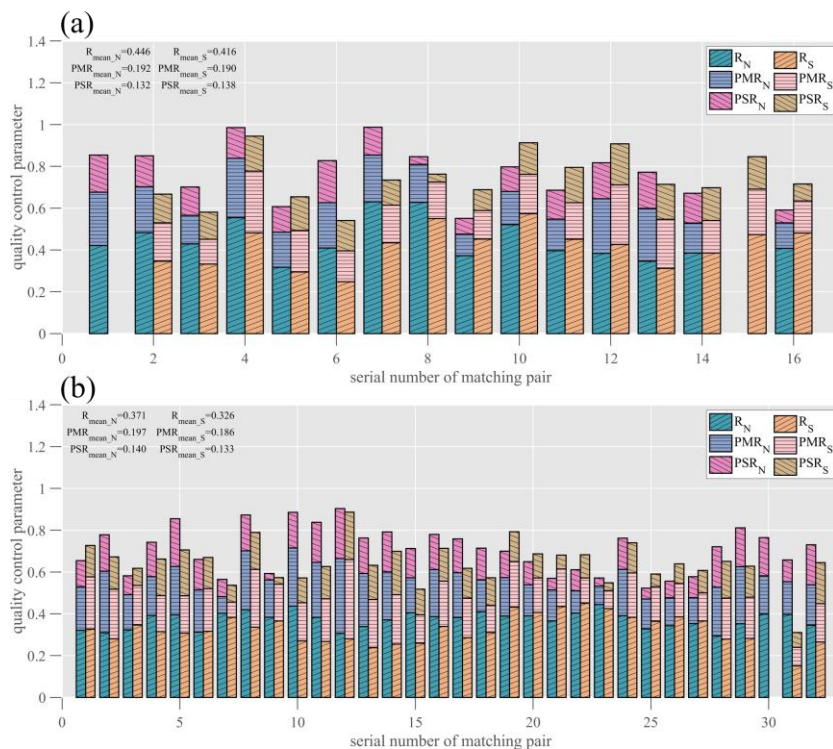 (a)
1.4
R_mean_N=0.446 R_mean_S=0.416
PMR_mean_N=0.192 PMR_mean_S=0.190
PSR_mean_N=0.132 PSR_mean_S=0.138
R_N R_S
PMR_N PMR_S
PSR_N PSR_S
1.2
1
0.8
0.6
0.4
0.2
0
quality control parameter
0 2 4 6 8 10 12 14 16
serial number of matching pair
(b)
1.4
R_mean_N=0.371 R_mean_S=0.326
PMR_mean_N=0.197 PMR_mean_S=0.186
PSR_mean_N=0.140 PSR_mean_S=0.133
R_N R_S
PMR_N PMR_S
PSR_N PSR_S
1.2
1
0.8
0.6
0.4
0.2
0
quality control parameter
0 5 10 15 20 25 30
serial number of matching pair